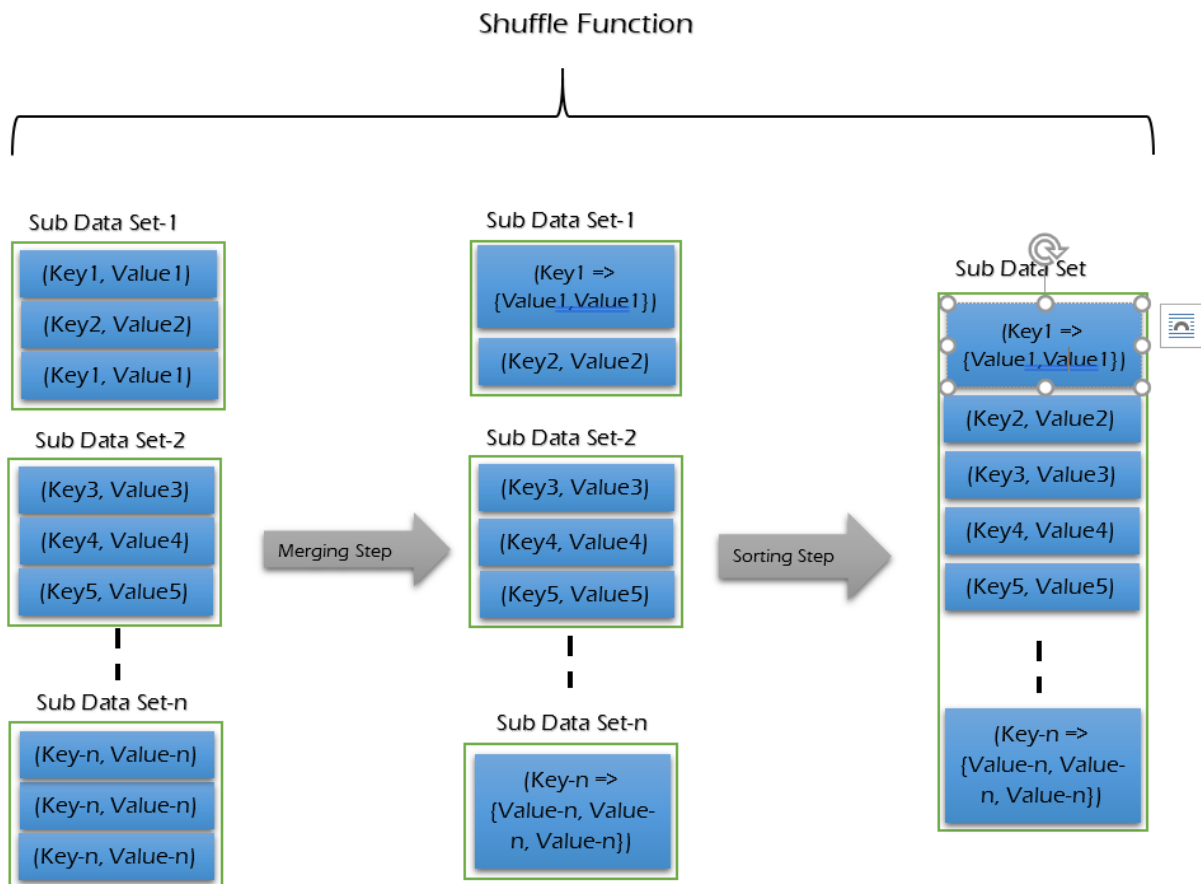 Shuffle Function
Sub Data Set-1
(Key1, Value1)
(Key2, Value2)
(Key1, Value1)
Sub Data Set-2
(Key3, Value3)
(Key4, Value4)
(Key5, Value5)
Sub Data Set-n
(Key-n, Value-n)
(Key-n, Value-n)
(Key-n, Value-n)
Merging Step
Sub Data Set-1
(Key1 =>
{Value1,Value1})
(Key2, Value2)
Sub Data Set-2
(Key3, Value3)
(Key4, Value4)
(Key5, Value5)
Sub Data Set-n
(Key-n =>
{Value-n, Value-
n, Value-n})
Sorting Step
Sub Data Set
(Key1 =>
{Value1,Value1})
(Key2, Value2)
(Key3, Value3)
(Key4, Value4)
(Key5, Value5)
(Key-n =>
{Value-n, Value-
n, Value-n})